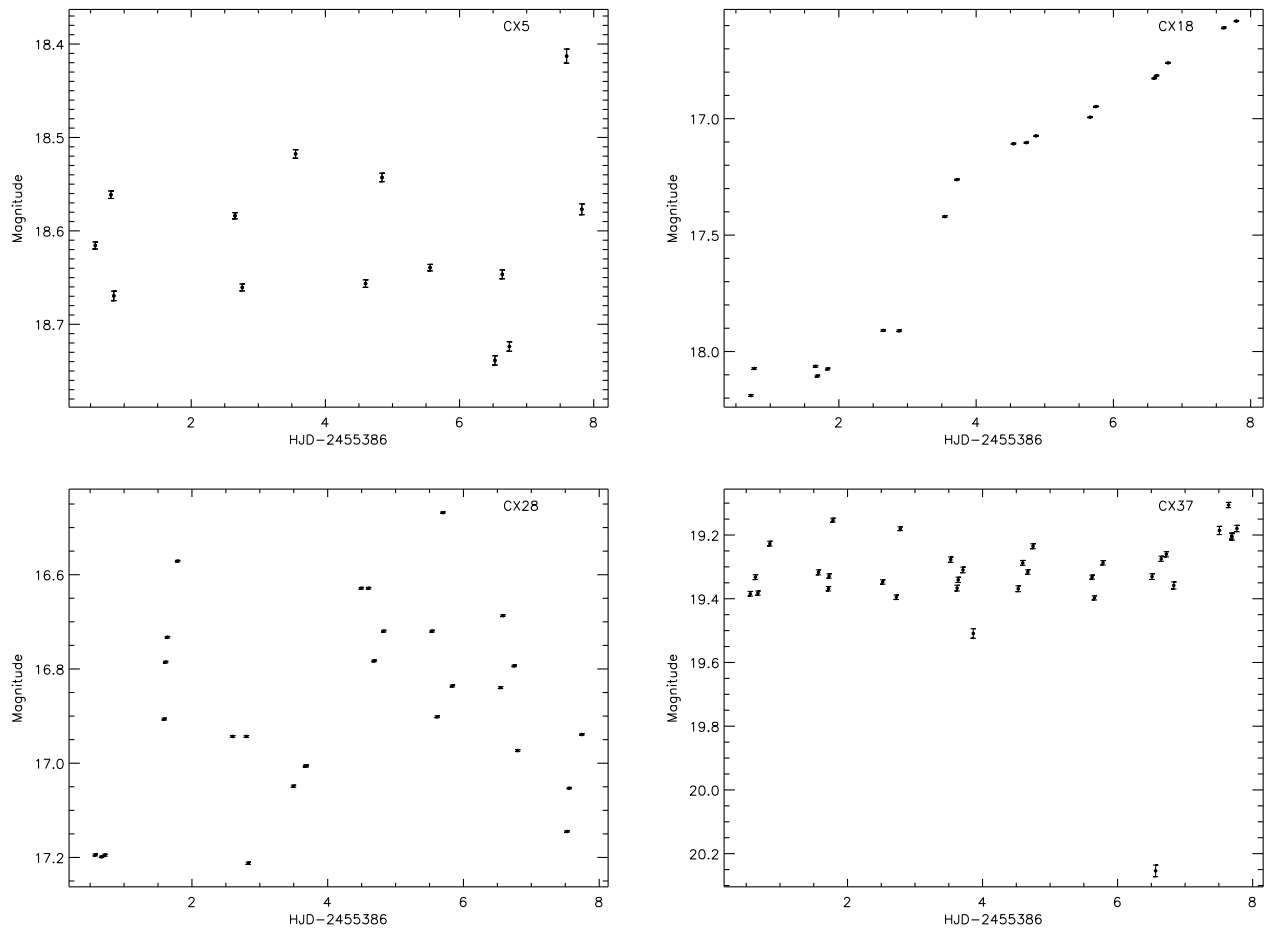 CX5
18.4
18.5
18.6
18.7
Magnitude
2
4
6
8
HJD-2455386
CX18
17.0
17.5
18.0
Magnitude
2
4
6
8
HJD-2455386
CX28
16.6
16.8
17.0
17.2
Magnitude
2
4
6
8
HJD-2455386
CX37
19.2
19.4
19.6
19.8
20.0
20.2
Magnitude
2
4
6
8
HJD-2455386